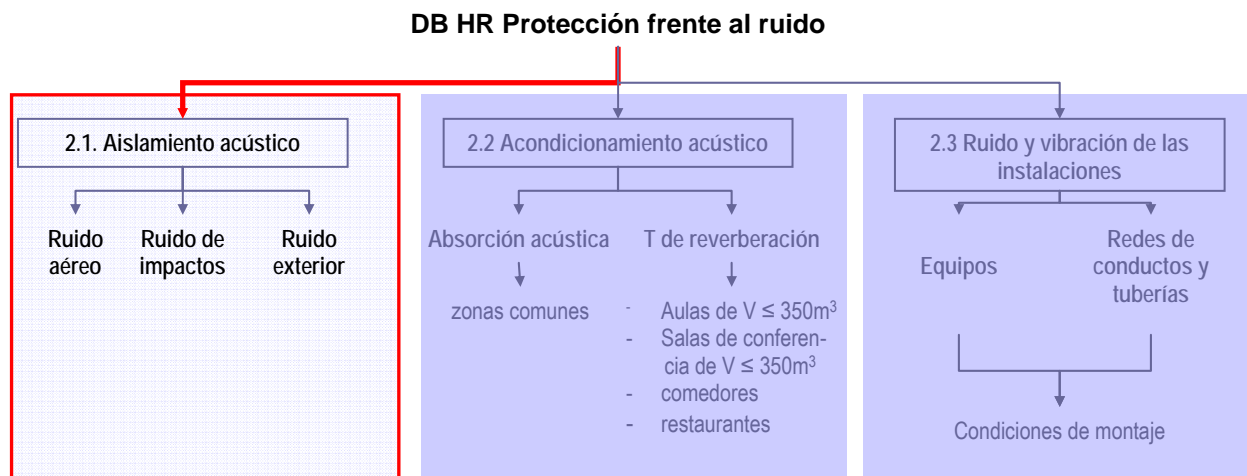 DB HR Protección frente al ruido
2.1. Aislamiento acústico
Ruido
aéreo
Ruido de
impactos
Ruido
exterior
2.2 Acondicionamiento acústico
Absorción acústica
zonas comunes
T de reverberación
- Aulas de V ≤ 350m³
- Salas de conferen-
cia de V ≤ 350m³
- comedores
- restaurantes
2.3 Ruido y vibración de las
instalaciones
Equipos
Redes de
conductos y
tuberías
Condiciones de montaje